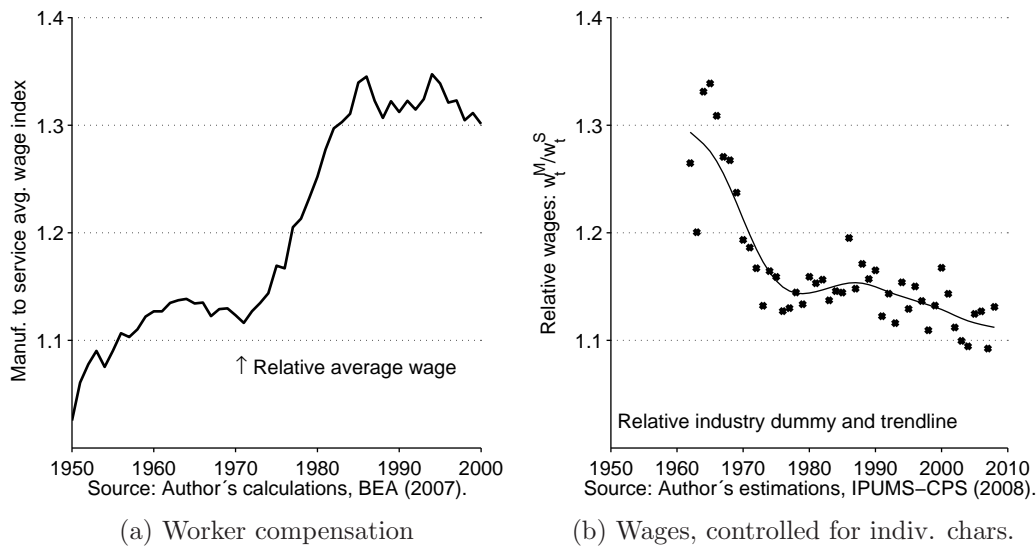 Manuf. to service avg. wage index
1.4
1.3
1.2
1.1
↑ Relative average wage
1950 1960 1970 1980 1990 2000
Source: Author´s calculations, BEA (2007).
(a) Worker compensation
Relative wages: w_t^M/w_t^S
1.4
1.3
1.2
1.1
Relative industry dummy and trendline
1950 1960 1970 1980 1990 2000 2010
Source: Author´s estimations, IPUMS−CPS (2008).
(b) Wages, controlled for indiv. chars.